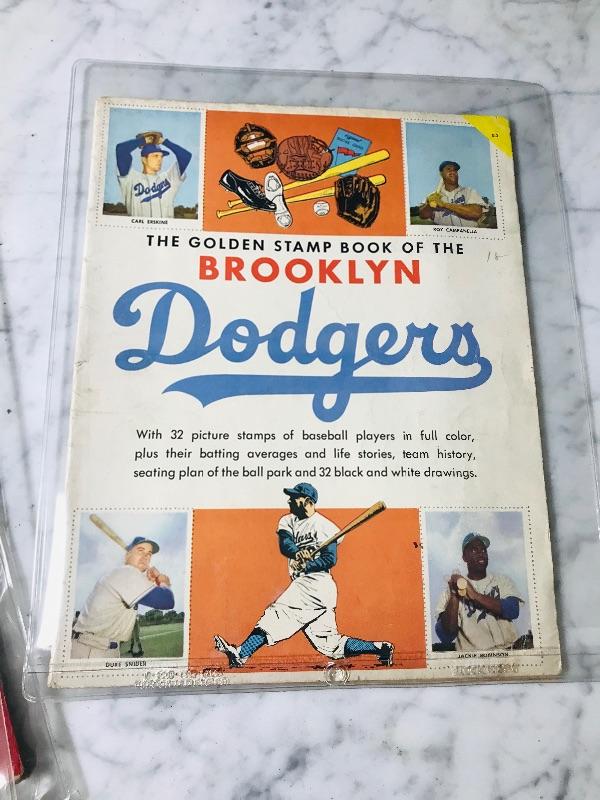 Dodgers
CARL ERSKINE
ROY CAMPANELLA
THE GOLDEN STAMP BOOK OF THE
BROOKLYN
Dodgers
With 32 picture stamps of baseball players in full color,
plus their batting averages and life stories, team history,
seating plan of the ball park and 32 black and white drawings.
DUKE SNIDER
JACKIE ROBINSON